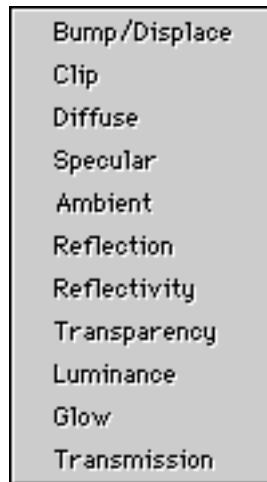 Bump/Displace
Clip
Diffuse
Specular
Ambient
Reflection
Reflectivity
Transparency
Luminance
Glow
Transmission